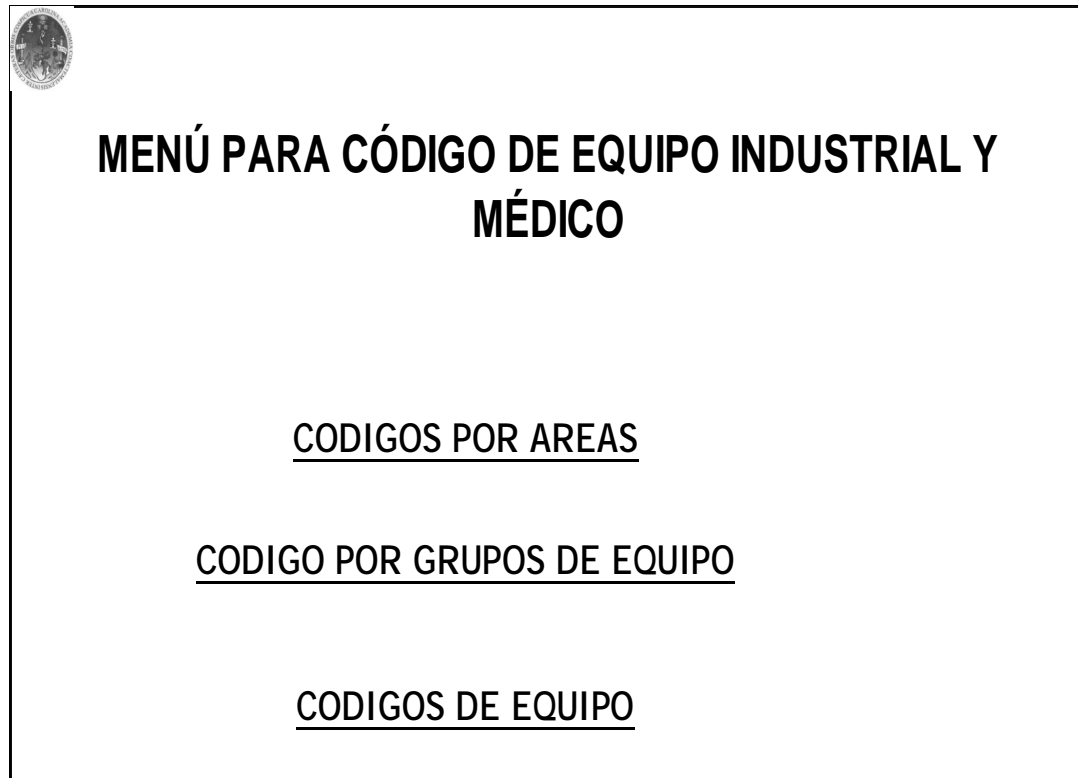 MENÚ PARA CÓDIGO DE EQUIPO INDUSTRIAL Y
MÉDICO
CODIGOS POR AREAS
CODIGO POR GRUPOS DE EQUIPO
CODIGOS DE EQUIPO